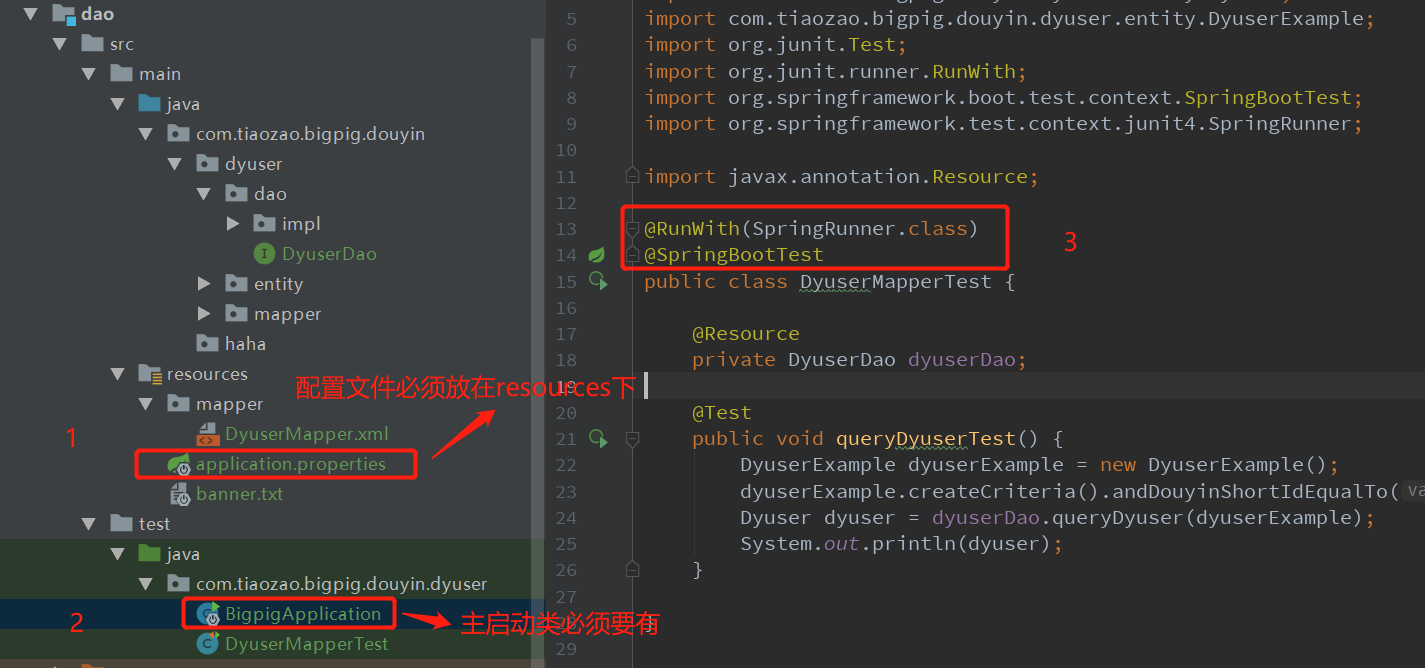 dao
src
main
java
com.tiaozao.bigpig.douyin
dyuser
dao
impl
DyuserDao
entity
mapper
haha
resources
mapper
DyuserMapper.xml
application.properties
banner.txt
test
java
com.tiaozao.bigpig.douyin.dyuser
BigpigApplication
DyuserMapperTest
1
2
配置文件必须放在resources下
主启动类必须要有
3
5 import com.tiaozao.bigpig.douyin.dyuser.entity.DyuserExample;
6 import org.junit.Test;
7 import org.junit.runner.RunWith;
8 import org.springframework.boot.test.context.SpringBootTest;
9 import org.springframework.test.context.junit4.SpringRunner;
10
11 import javax.annotation.Resource;
12
13 @RunWith(SpringRunner.class)
14 @SpringBootTest
15 public class DyuserMapperTest {
16
17 @Resource
18 private DyuserDao dyuserDao;
19
20 @Test
21 public void queryDyuserTest() {
22 DyuserExample dyuserExample = new DyuserExample();
23 dyuserExample.createCriteria().andDouyinShortIdEqualTo( va
24 Dyuser dyuser = dyuserDao.queryDyuser(dyuserExample);
25 System.out.println(dyuser);
26 }
27
28 }
29